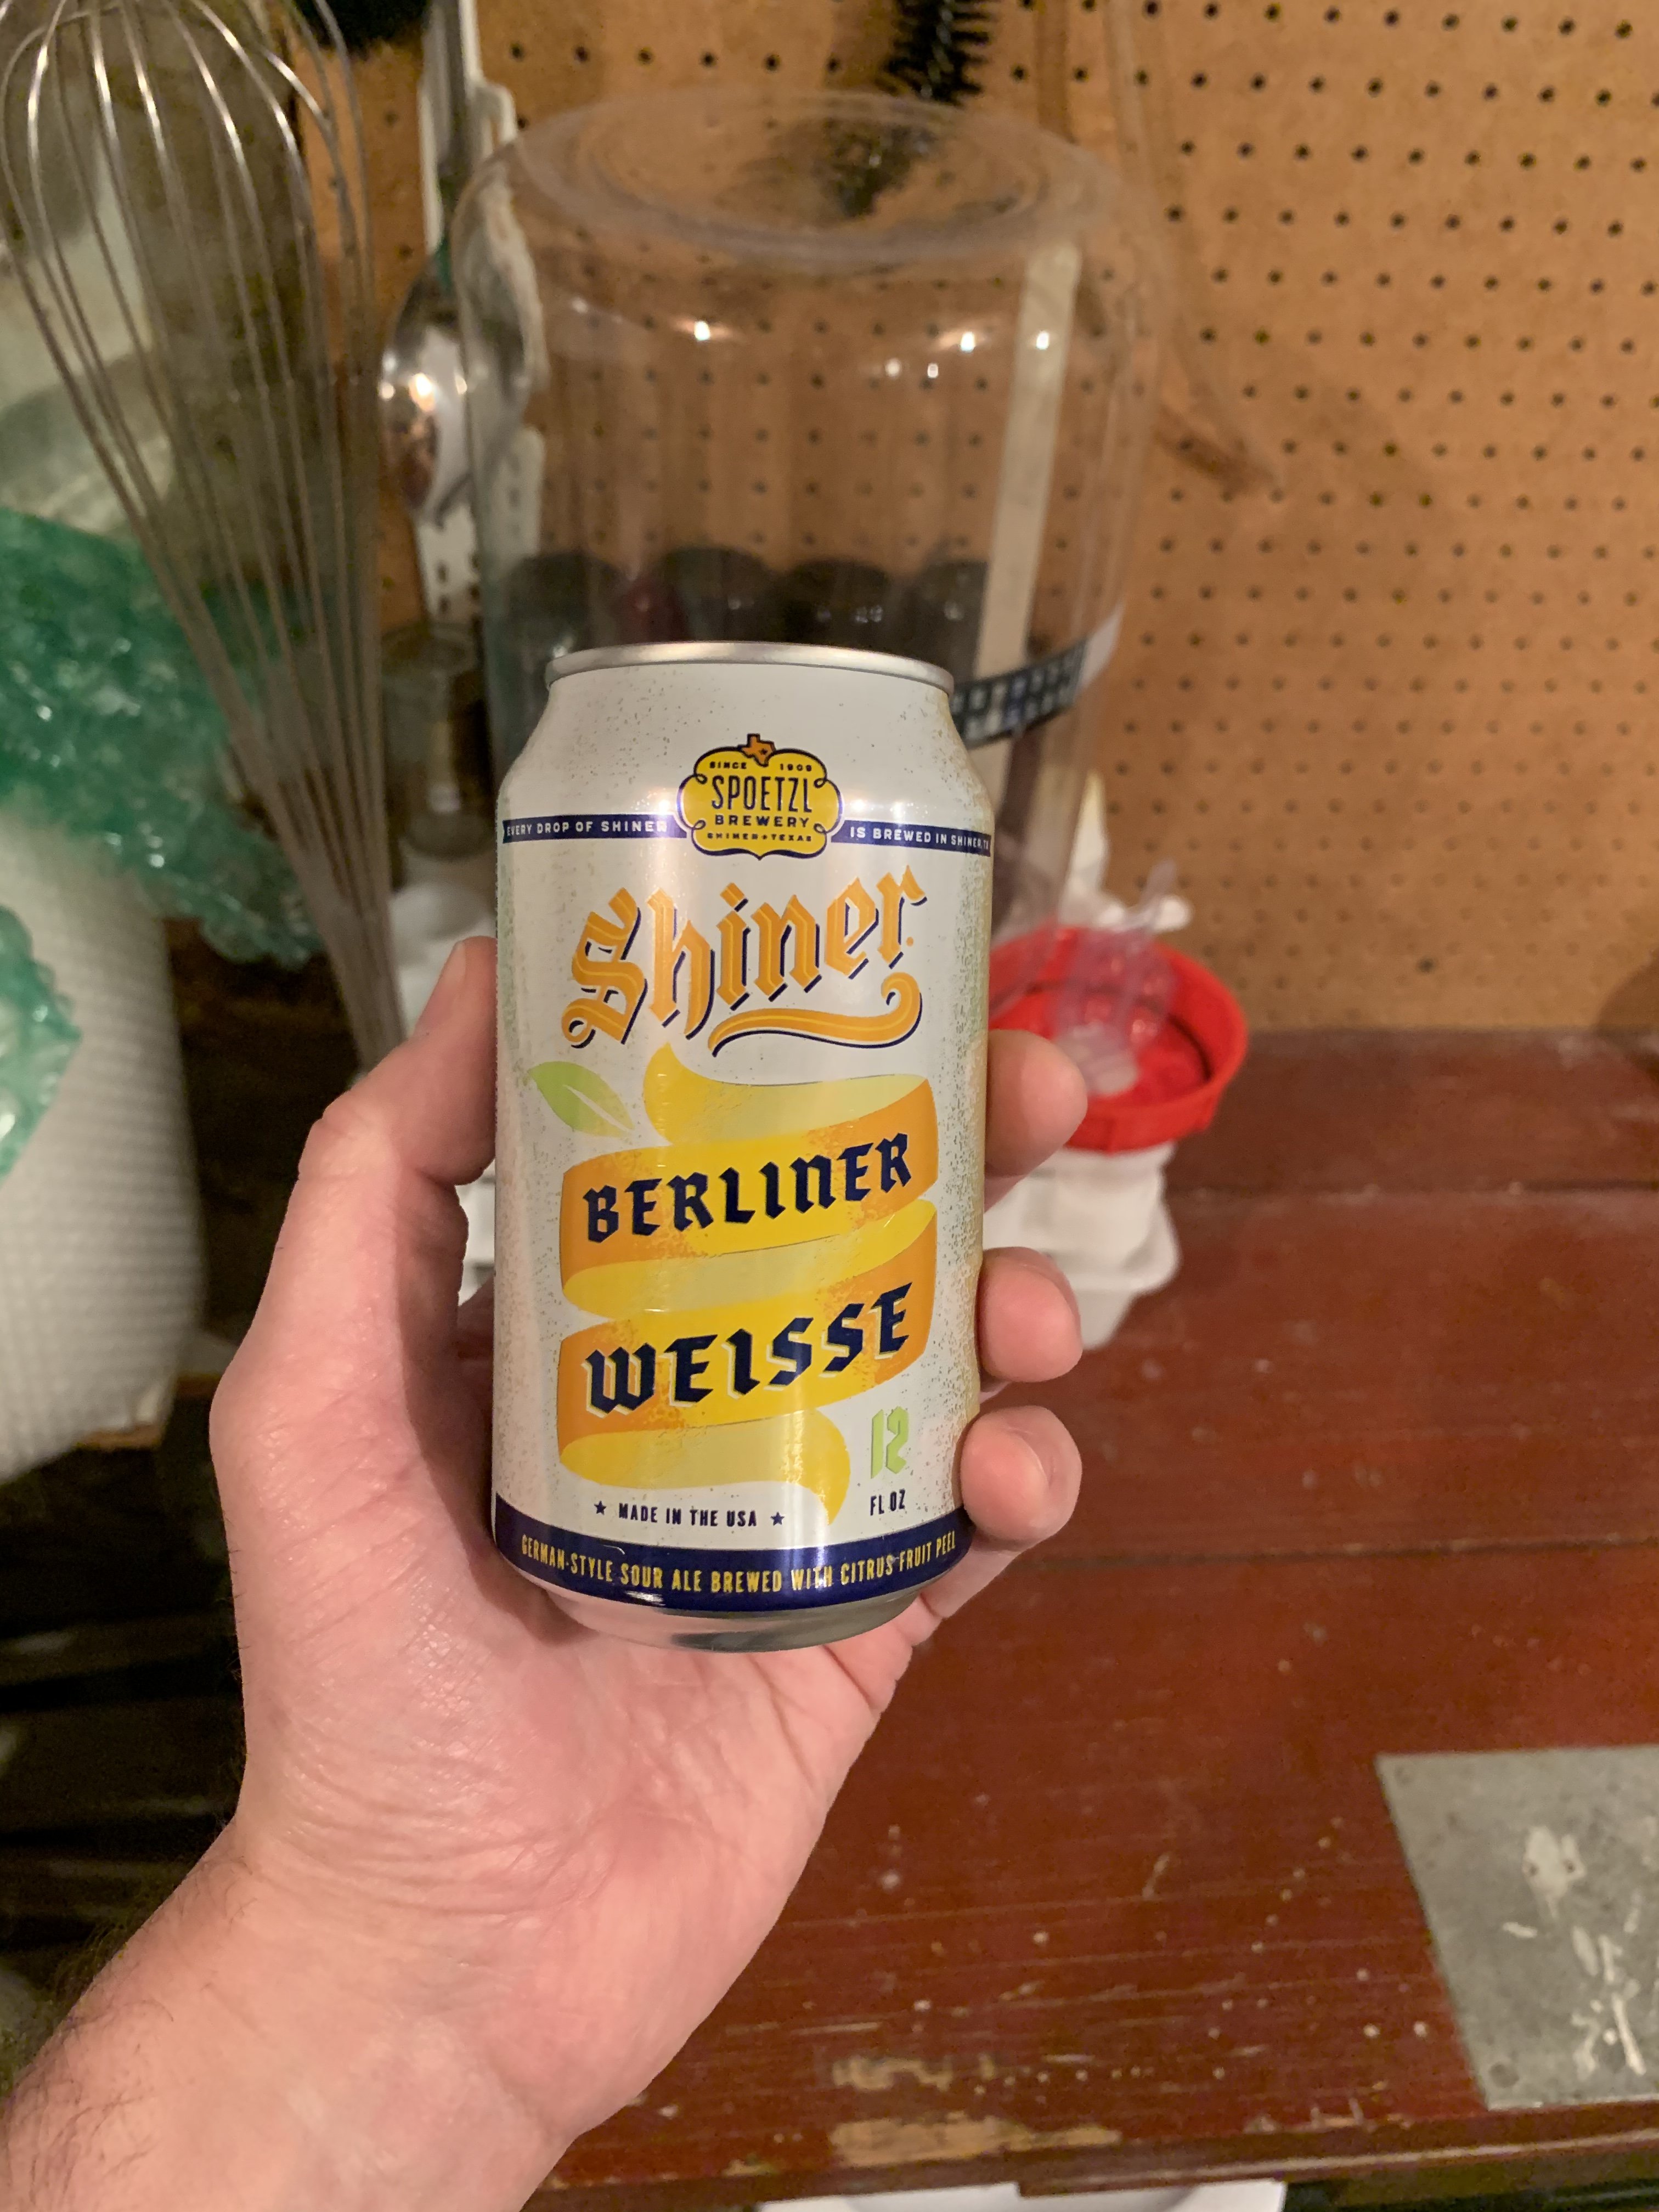 SINCE 1909
SPOETZL
BREWERY
SHINER TEXAS
EVERY DROP OF SHINER IS BREWED IN SHINER, TX
Shiner
BERLINER
WEISSE
12
FL OZ
★ MADE IN THE USA ★
GERMAN-STYLE SOUR ALE BREWED WITH CITRUS FRUIT PEEL